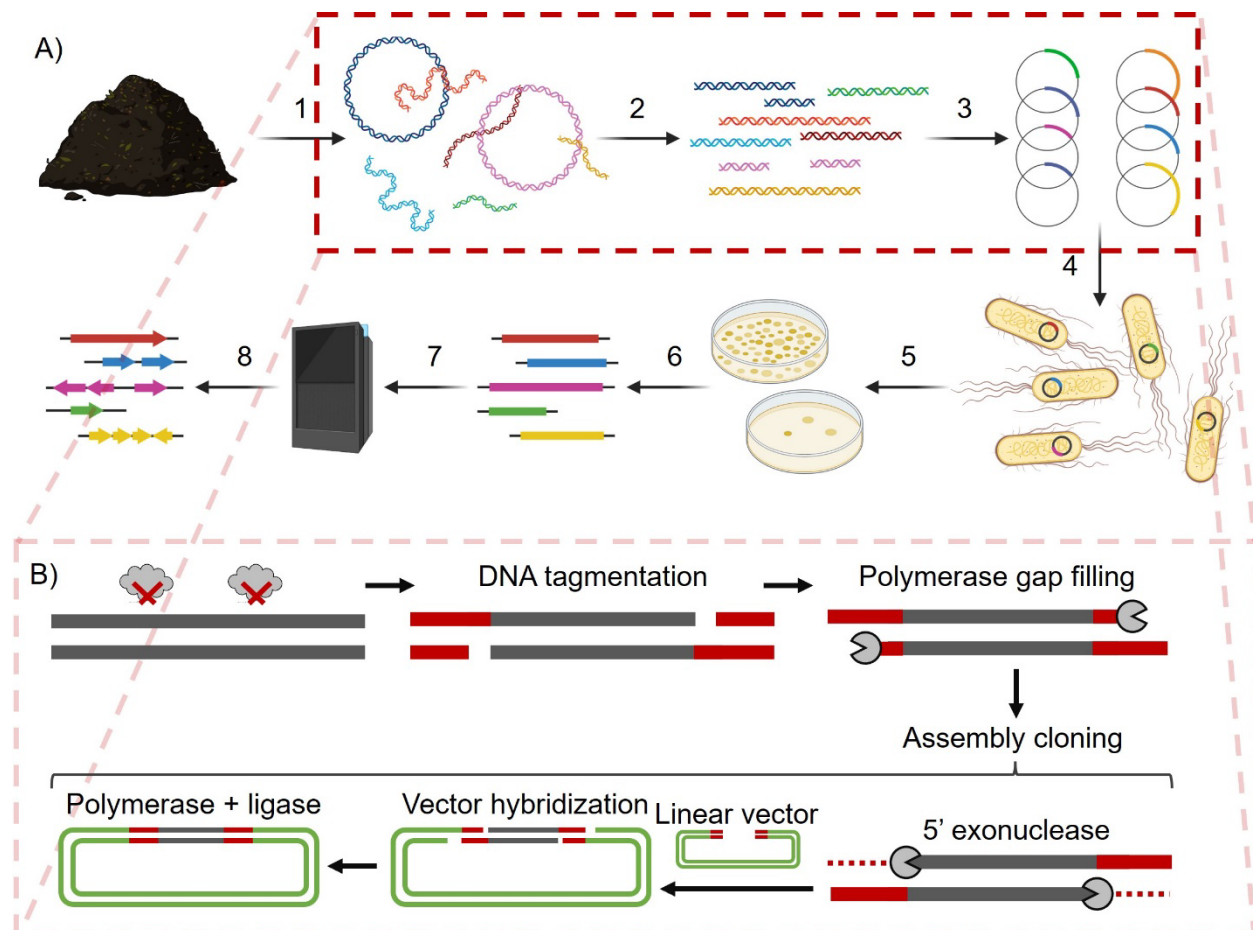 A)
1
2
3
4
5
6
7
8
B)
DNA tagmentation
Polymerase gap filling
Assembly cloning
Polymerase + ligase
Vector hybridization
Linear vector
5’ exonuclease